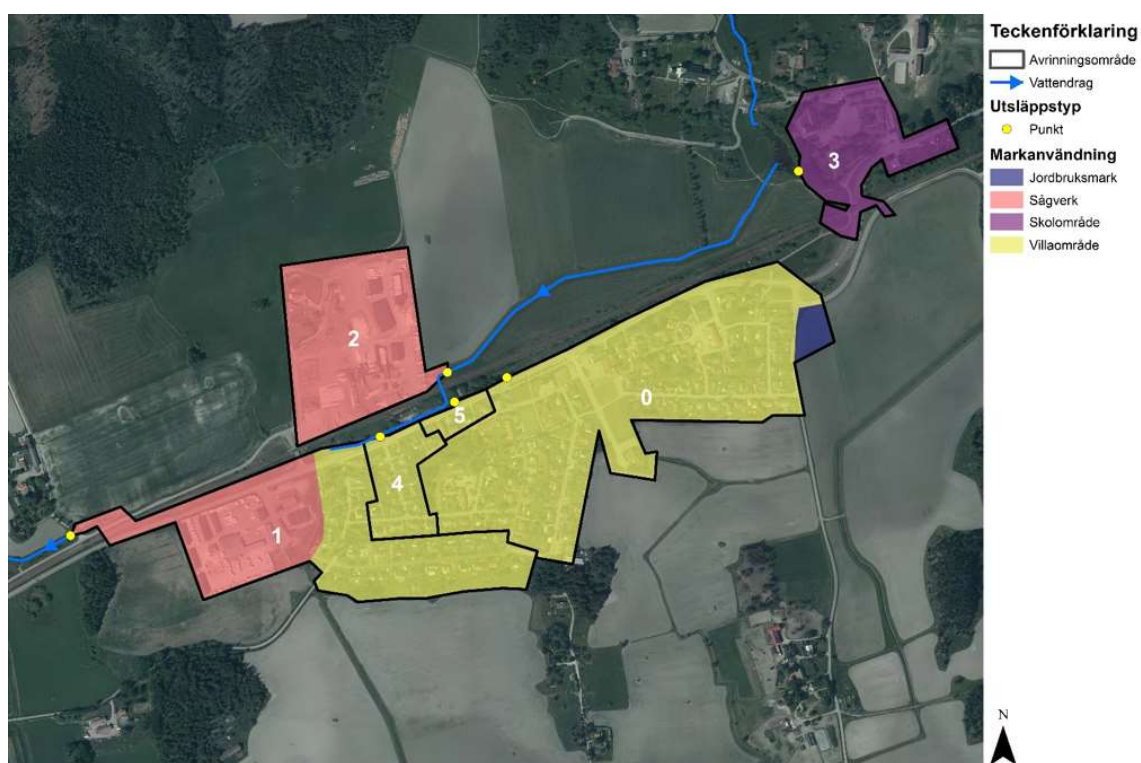 Teckenförklaring
Avrinningsområde
Vattendrag
Utsläppstyp
Punkt
Markanvändning
Jordbruksmark
Sågverk
Skolområde
Villaområde
3
2
0
5
4
1
N